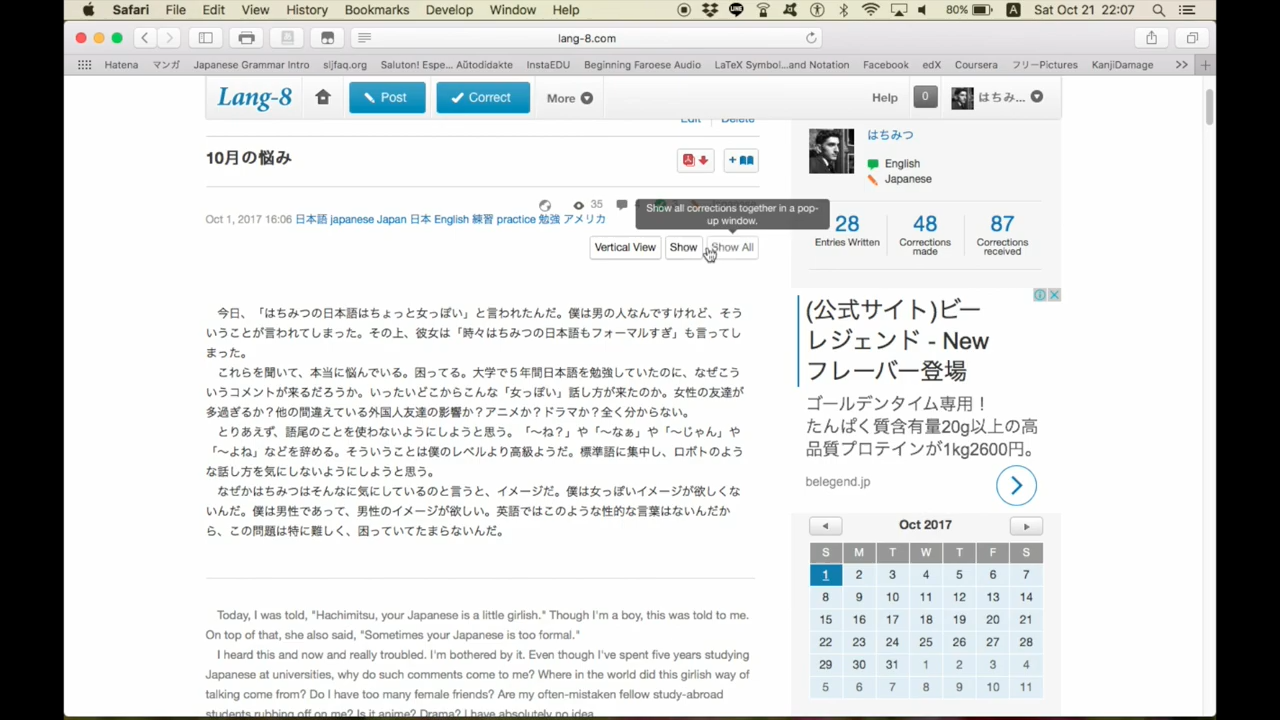 Safari File Edit View History Bookmarks Develop Window Help 80% A Sat Oct 21 22:07
lang-8.com
Hatena マンガ Japanese Grammar Intro sljfaq.org Saluton! Espe... Aŭtodidakte InstaEDU Beginning Faroese Audio LaTeX Symbol...and Notation Facebook edX Coursera フリーPictures KanjiDamage
Lang-8 Post Correct More Help 0 はちみ...
Edit Delete
10月の悩み
35
Oct 1, 2017 16:06 日本語 japanese Japan 日本 English 練習 practice 勉強 アメリカ
Show all corrections together in a pop-
up window.
Vertical View Show Show All
今日、「はちみつの日本語はちょっと女っぽい」と言われたんだ。僕は男の人なんですけれど、そう
いうことが言われてしまった。その上、彼女は「時々はちみつの日本語もフォーマルすぎ」も言ってし
まった。
これらを聞いて、本当に悩んでいる。困ってる。大学で５年間日本語を勉強していたのに、なぜこう
いうコメントが来るだろうか。いったいどこからこんな「女っぽい」話し方が来たのか。女性の友達が
多過ぎるか？他の間違えている外国人友達の影響か？アニメか？ドラマか？全く分からない。
とりあえず、語尾のことを使わないようにしようと思う。「〜ね？」や「〜なぁ」や「〜じゃん」や
「〜よね」などを辞める。そういうことは僕のレベルより高級ようだ。標準語に集中し、ロボトのよう
な話し方を気にしないようにしようと思う。
なぜかはちみつはそんなに気にしているのと言うと、イメージだ。僕は女っぽいイメージが欲しくな
いんだ。僕は男性であって、男性のイメージが欲しい。英語ではこのような性的な言葉はないんだか
ら、この問題は特に難しく、困っていてたまらないんだ。
Today, I was told, "Hachimitsu, your Japanese is a little girlish." Though I'm a boy, this was told to me.
On top of that, she also said, "Sometimes your Japanese is too formal."
I heard this and now and really troubled. I'm bothered by it. Even though I've spent five years studying
Japanese at universities, why do such comments come to me? Where in the world did this girlish way of
talking come from? Do I have too many female friends? Are my often-mistaken fellow study-abroad
students rubbing off on me? Is it anime? Drama? I have absolutely no idea.
はちみつ
English
Japanese
28 48 87
Entries Written Corrections made Corrections received
(公式サイト)ビー
レジェンド - New
フレーバー登場
ゴールデンタイム専用！
たんぱく質含有量20g以上の高
品質プロテインが1kg2600円。
belegend.jp
Oct 2017
S M T W T F S
1 2 3 4 5 6 7
8 9 10 11 12 13 14
15 16 17 18 19 20 21
22 23 24 25 26 27 28
29 30 31 1 2 3 4
5 6 7 8 9 10 11